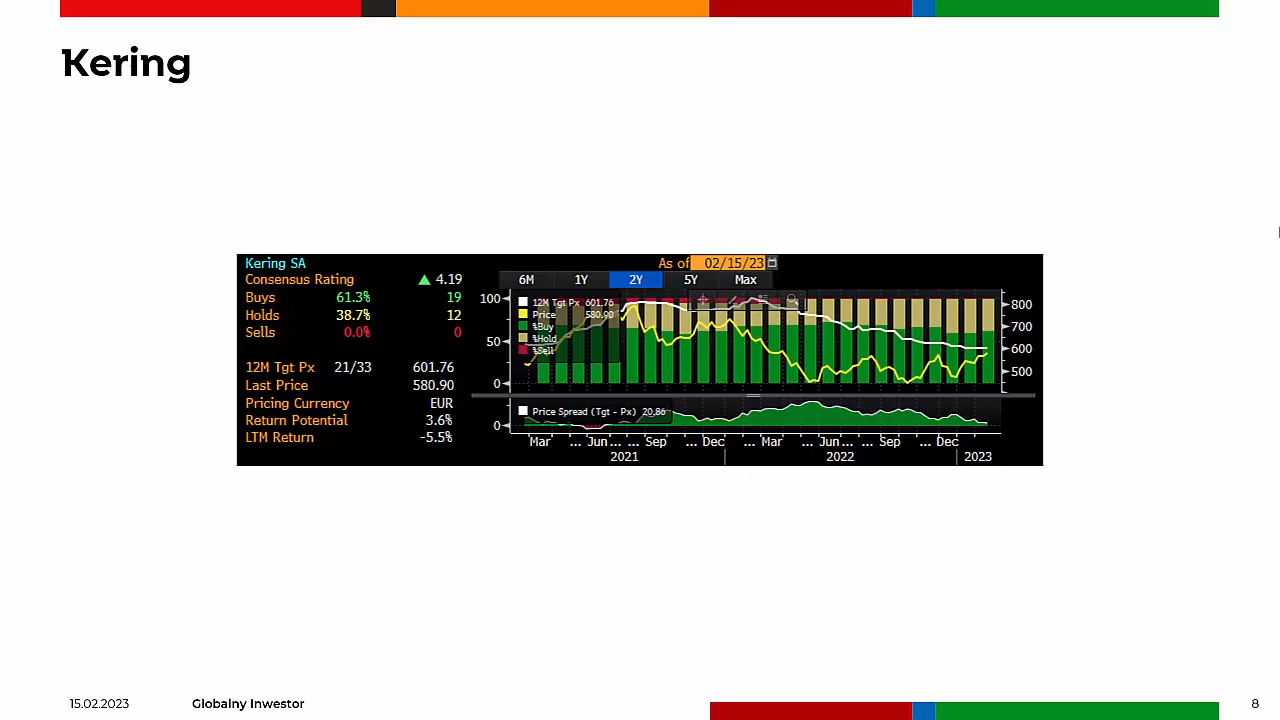 Kering
Kering SA
As of 02/15/23
Consensus Rating ▲ 4.19
6M 1Y 2Y 5Y Max
Buys 61.3% 19
Holds 38.7% 12
Sells 0.0% 0
12M Tgt Px 21/33 601.76
Last Price 580.90
Pricing Currency EUR
Return Potential 3.6%
LTM Return -5.5%
100
50
0
12M Tgt Px 601.76
Price 580.90
%Buy
%Hold
%Sell
800
700
600
500
Price Spread (Tgt - Px) 20.86
0
Mar ... Jun ... ... Sep ... Dec ... Mar ... Jun ... ... Sep ... Dec
2021 2022 2023
15.02.2023 Globalny Inwestor 8